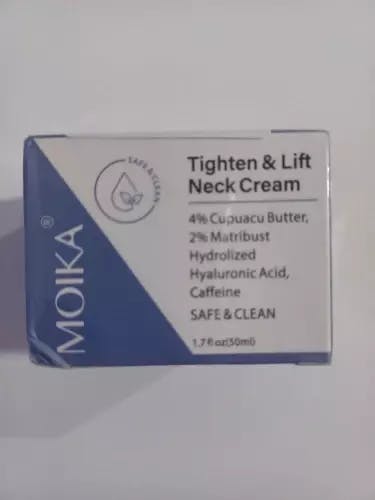 SAFE & CLEAN
MOIKA®
Tighten & Lift
Neck Cream
4% Cupuacu Butter,
2% Matribust
Hydrolized
Hyaluronic Acid,
Caffeine
SAFE & CLEAN
1.7 fl oz(50ml)